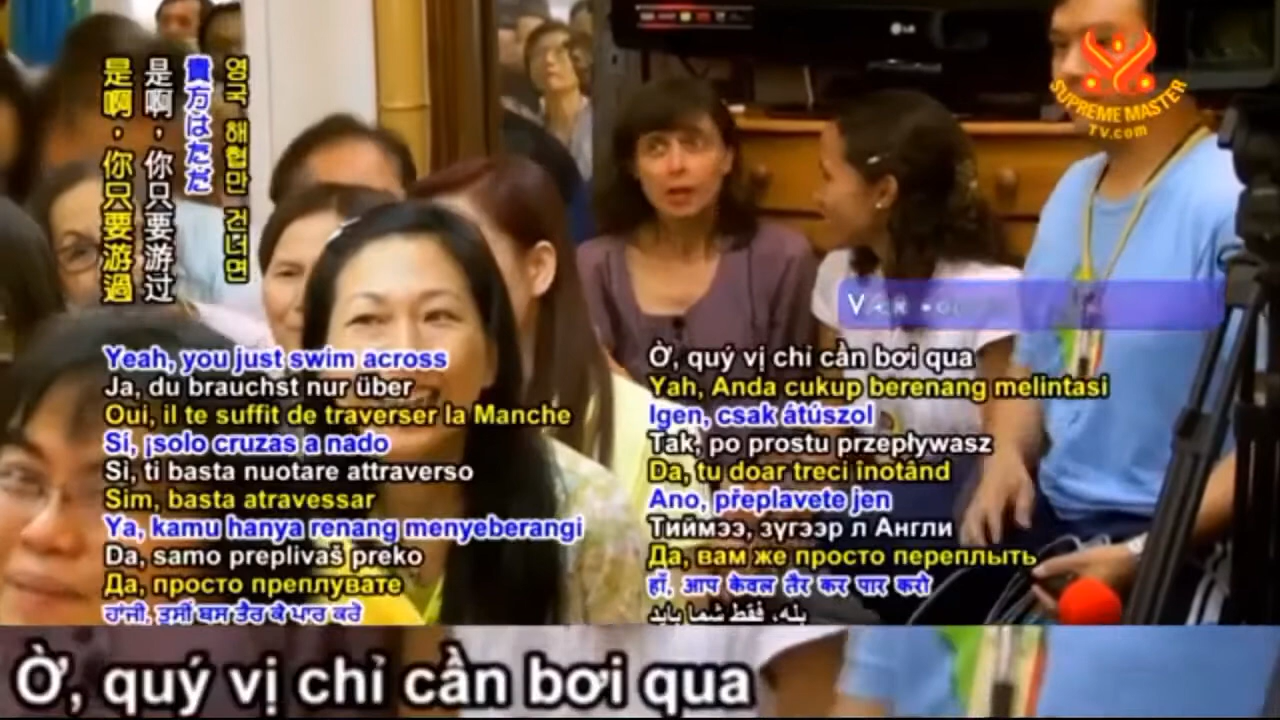 영국 해협만 건너면
貴方はただ
是啊，你只要游过
是啊，你只要游過
LG
SUPREME MASTER
TV.com
Yeah, you just swim across
Ja, du brauchst nur über
Oui, il te suffit de traverser la Manche
Sí, ¡solo cruzas a nado
Sì, ti basta nuotare attraverso
Sim, basta atravessar
Ya, kamu hanya renang menyeberangi
Da, samo preplivaš preko
Да, просто преплувате
ਹਾਂਜੀ, ਤੁਸੀਂ ਬਸ ਤੈਰ ਕੇ ਪਾਰ ਕਰੋ
Ờ, quý vị chỉ cần bơi qua
Yah, Anda cukup berenang melintasi
Igen, csak átúszol
Tak, po prostu przepływasz
Da, tu doar treci înotând
Ano, přeplavete jen
Тиймээ, зүгээр л Англи
Да, вам же просто переплыть
हाँ, आप केवल तैर कर पार करो
بله، فقط شما باید
Ờ, quý vị chỉ cần bơi qua